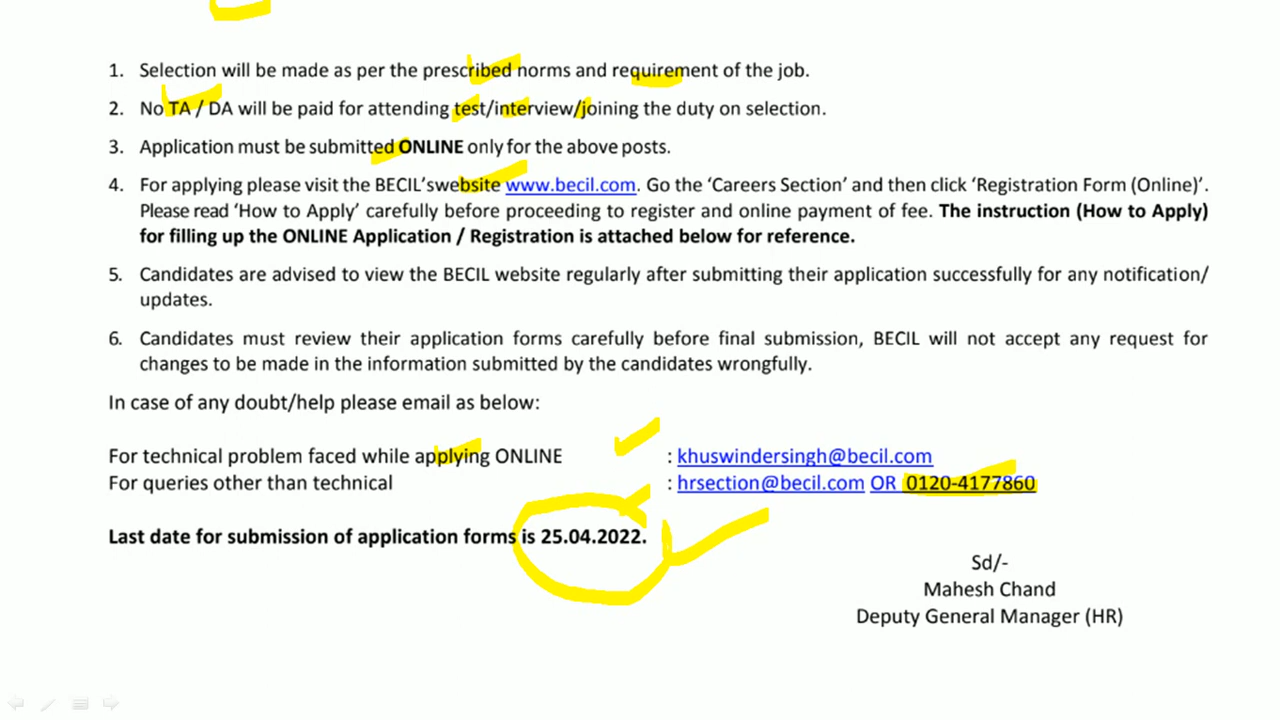 1. Selection will be made as per the prescribed norms and requirement of the job.
2. No TA / DA will be paid for attending test/interview/joining the duty on selection.
3. Application must be submitted ONLINE only for the above posts.
4. For applying please visit the BECIL'swebsite www.becil.com. Go the 'Careers Section' and then click 'Registration Form (Online)'.
Please read 'How to Apply' carefully before proceeding to register and online payment of fee. The instruction (How to Apply)
for filling up the ONLINE Application / Registration is attached below for reference.
5. Candidates are advised to view the BECIL website regularly after submitting their application successfully for any notification/
updates.
6. Candidates must review their application forms carefully before final submission, BECIL will not accept any request for
changes to be made in the information submitted by the candidates wrongfully.
In case of any doubt/help please email as below:
For technical problem faced while applying ONLINE : khuswindersingh@becil.com
For queries other than technical : hrsection@becil.com OR 0120-4177860
Last date for submission of application forms is 25.04.2022.
Sd/-
Mahesh Chand
Deputy General Manager (HR)